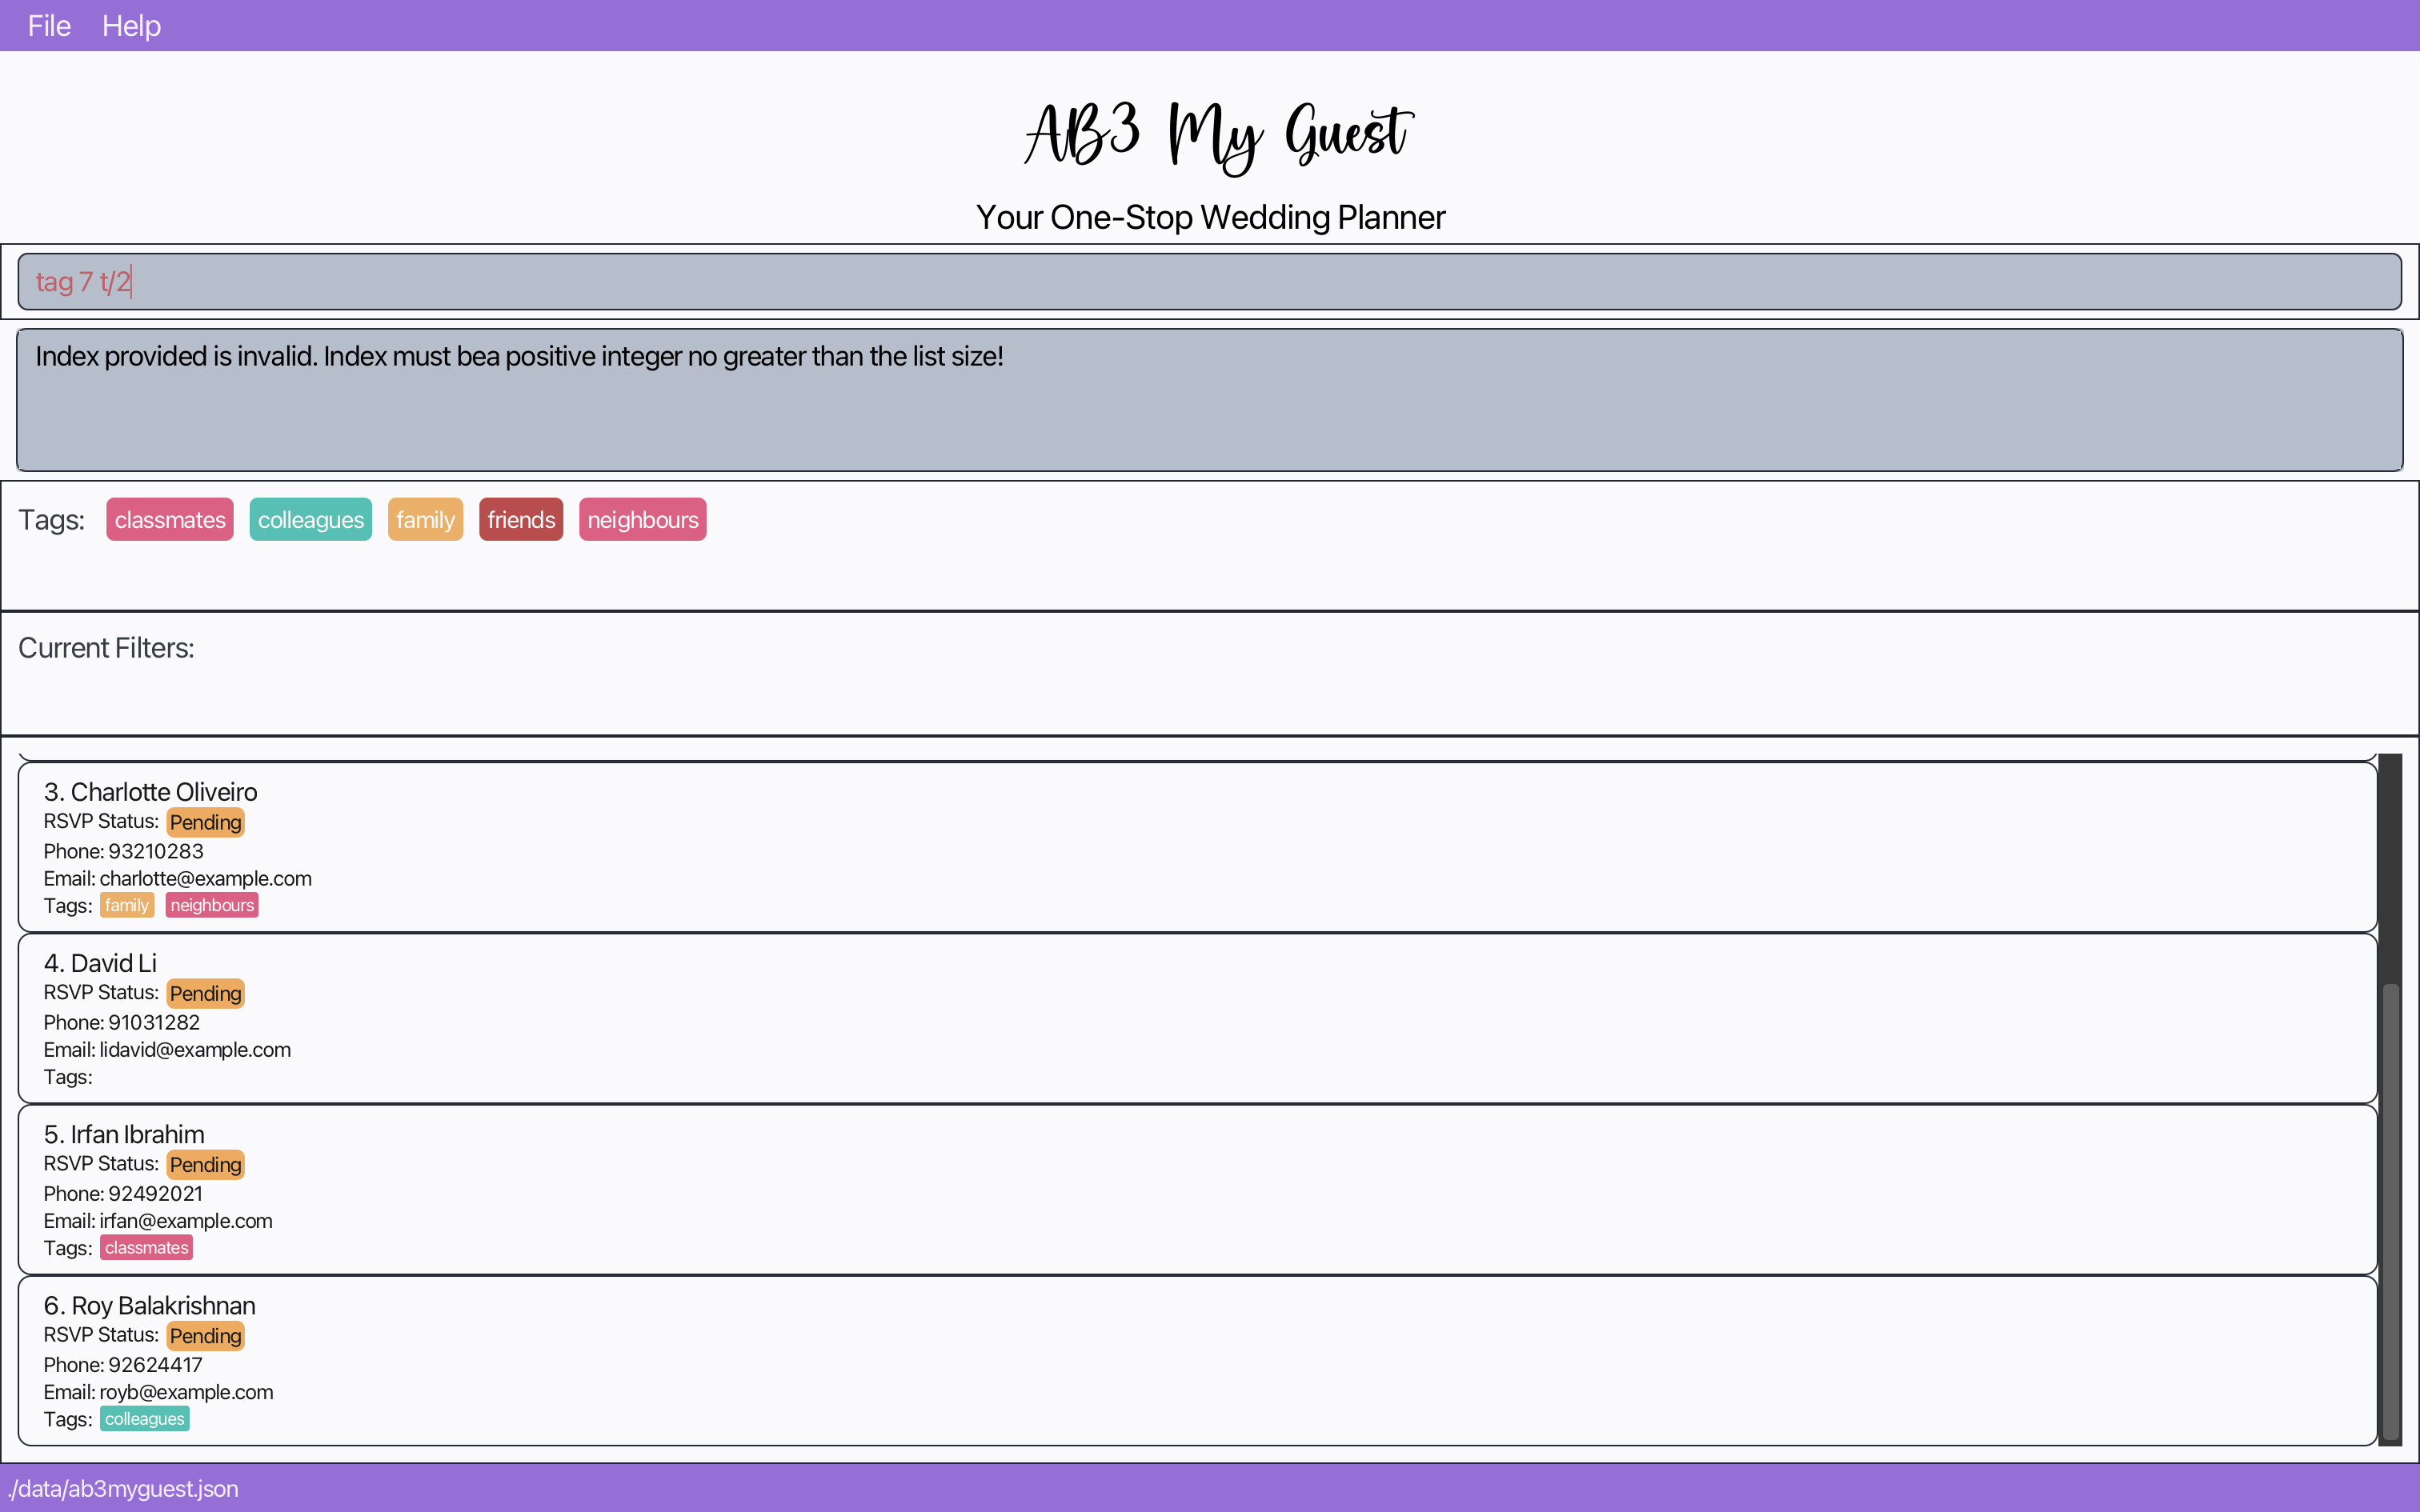 File Help
AB3 My Guest
Your One-Stop Wedding Planner
tag 7 t/2
Index provided is invalid. Index must bea positive integer no greater than the list size!
Tags: classmates colleagues family friends neighbours
Current Filters:
3. Charlotte Oliveiro
RSVP Status: Pending
Phone: 93210283
Email: charlotte@example.com
Tags: family neighbours
4. David Li
RSVP Status: Pending
Phone: 91031282
Email: lidavid@example.com
Tags:
5. Irfan Ibrahim
RSVP Status: Pending
Phone: 92492021
Email: irfan@example.com
Tags: classmates
6. Roy Balakrishnan
RSVP Status: Pending
Phone: 92624417
Email: royb@example.com
Tags: colleagues
./data/ab3myguest.json